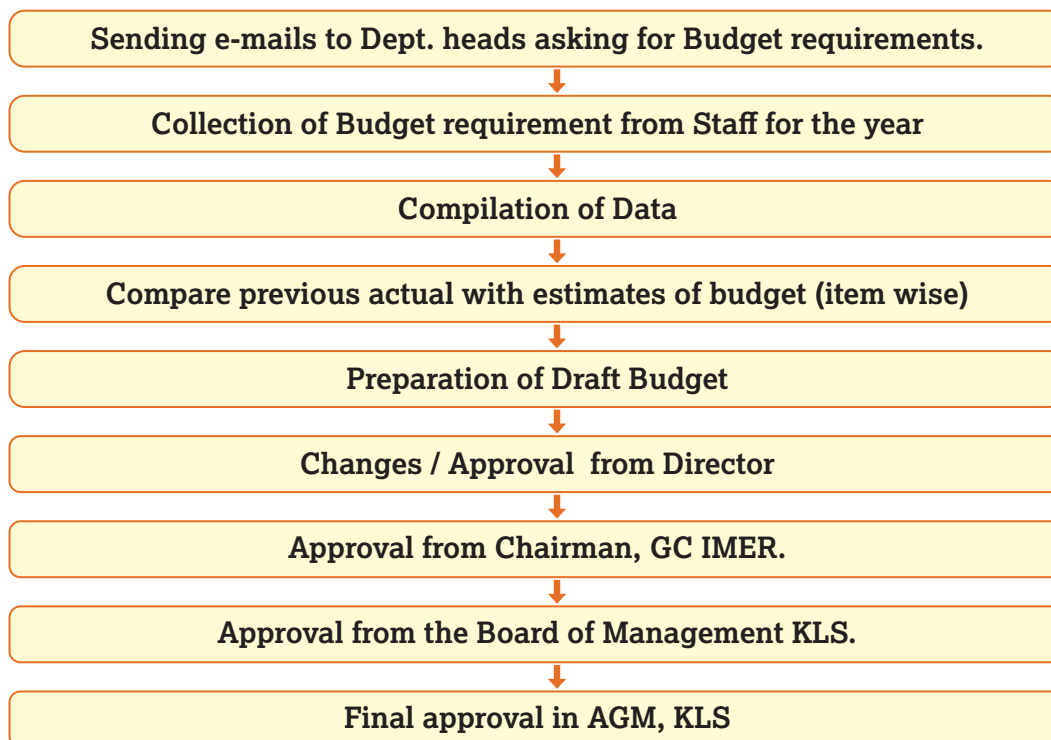 Sending e-mails to Dept. heads asking for Budget requirements.
Collection of Budget requirement from Staff for the year
Compilation of Data
Compare previous actual with estimates of budget (item wise)
Preparation of Draft Budget
Changes / Approval  from Director
Approval from Chairman, GC IMER.
Approval from the Board of Management KLS.
Final approval in AGM, KLS